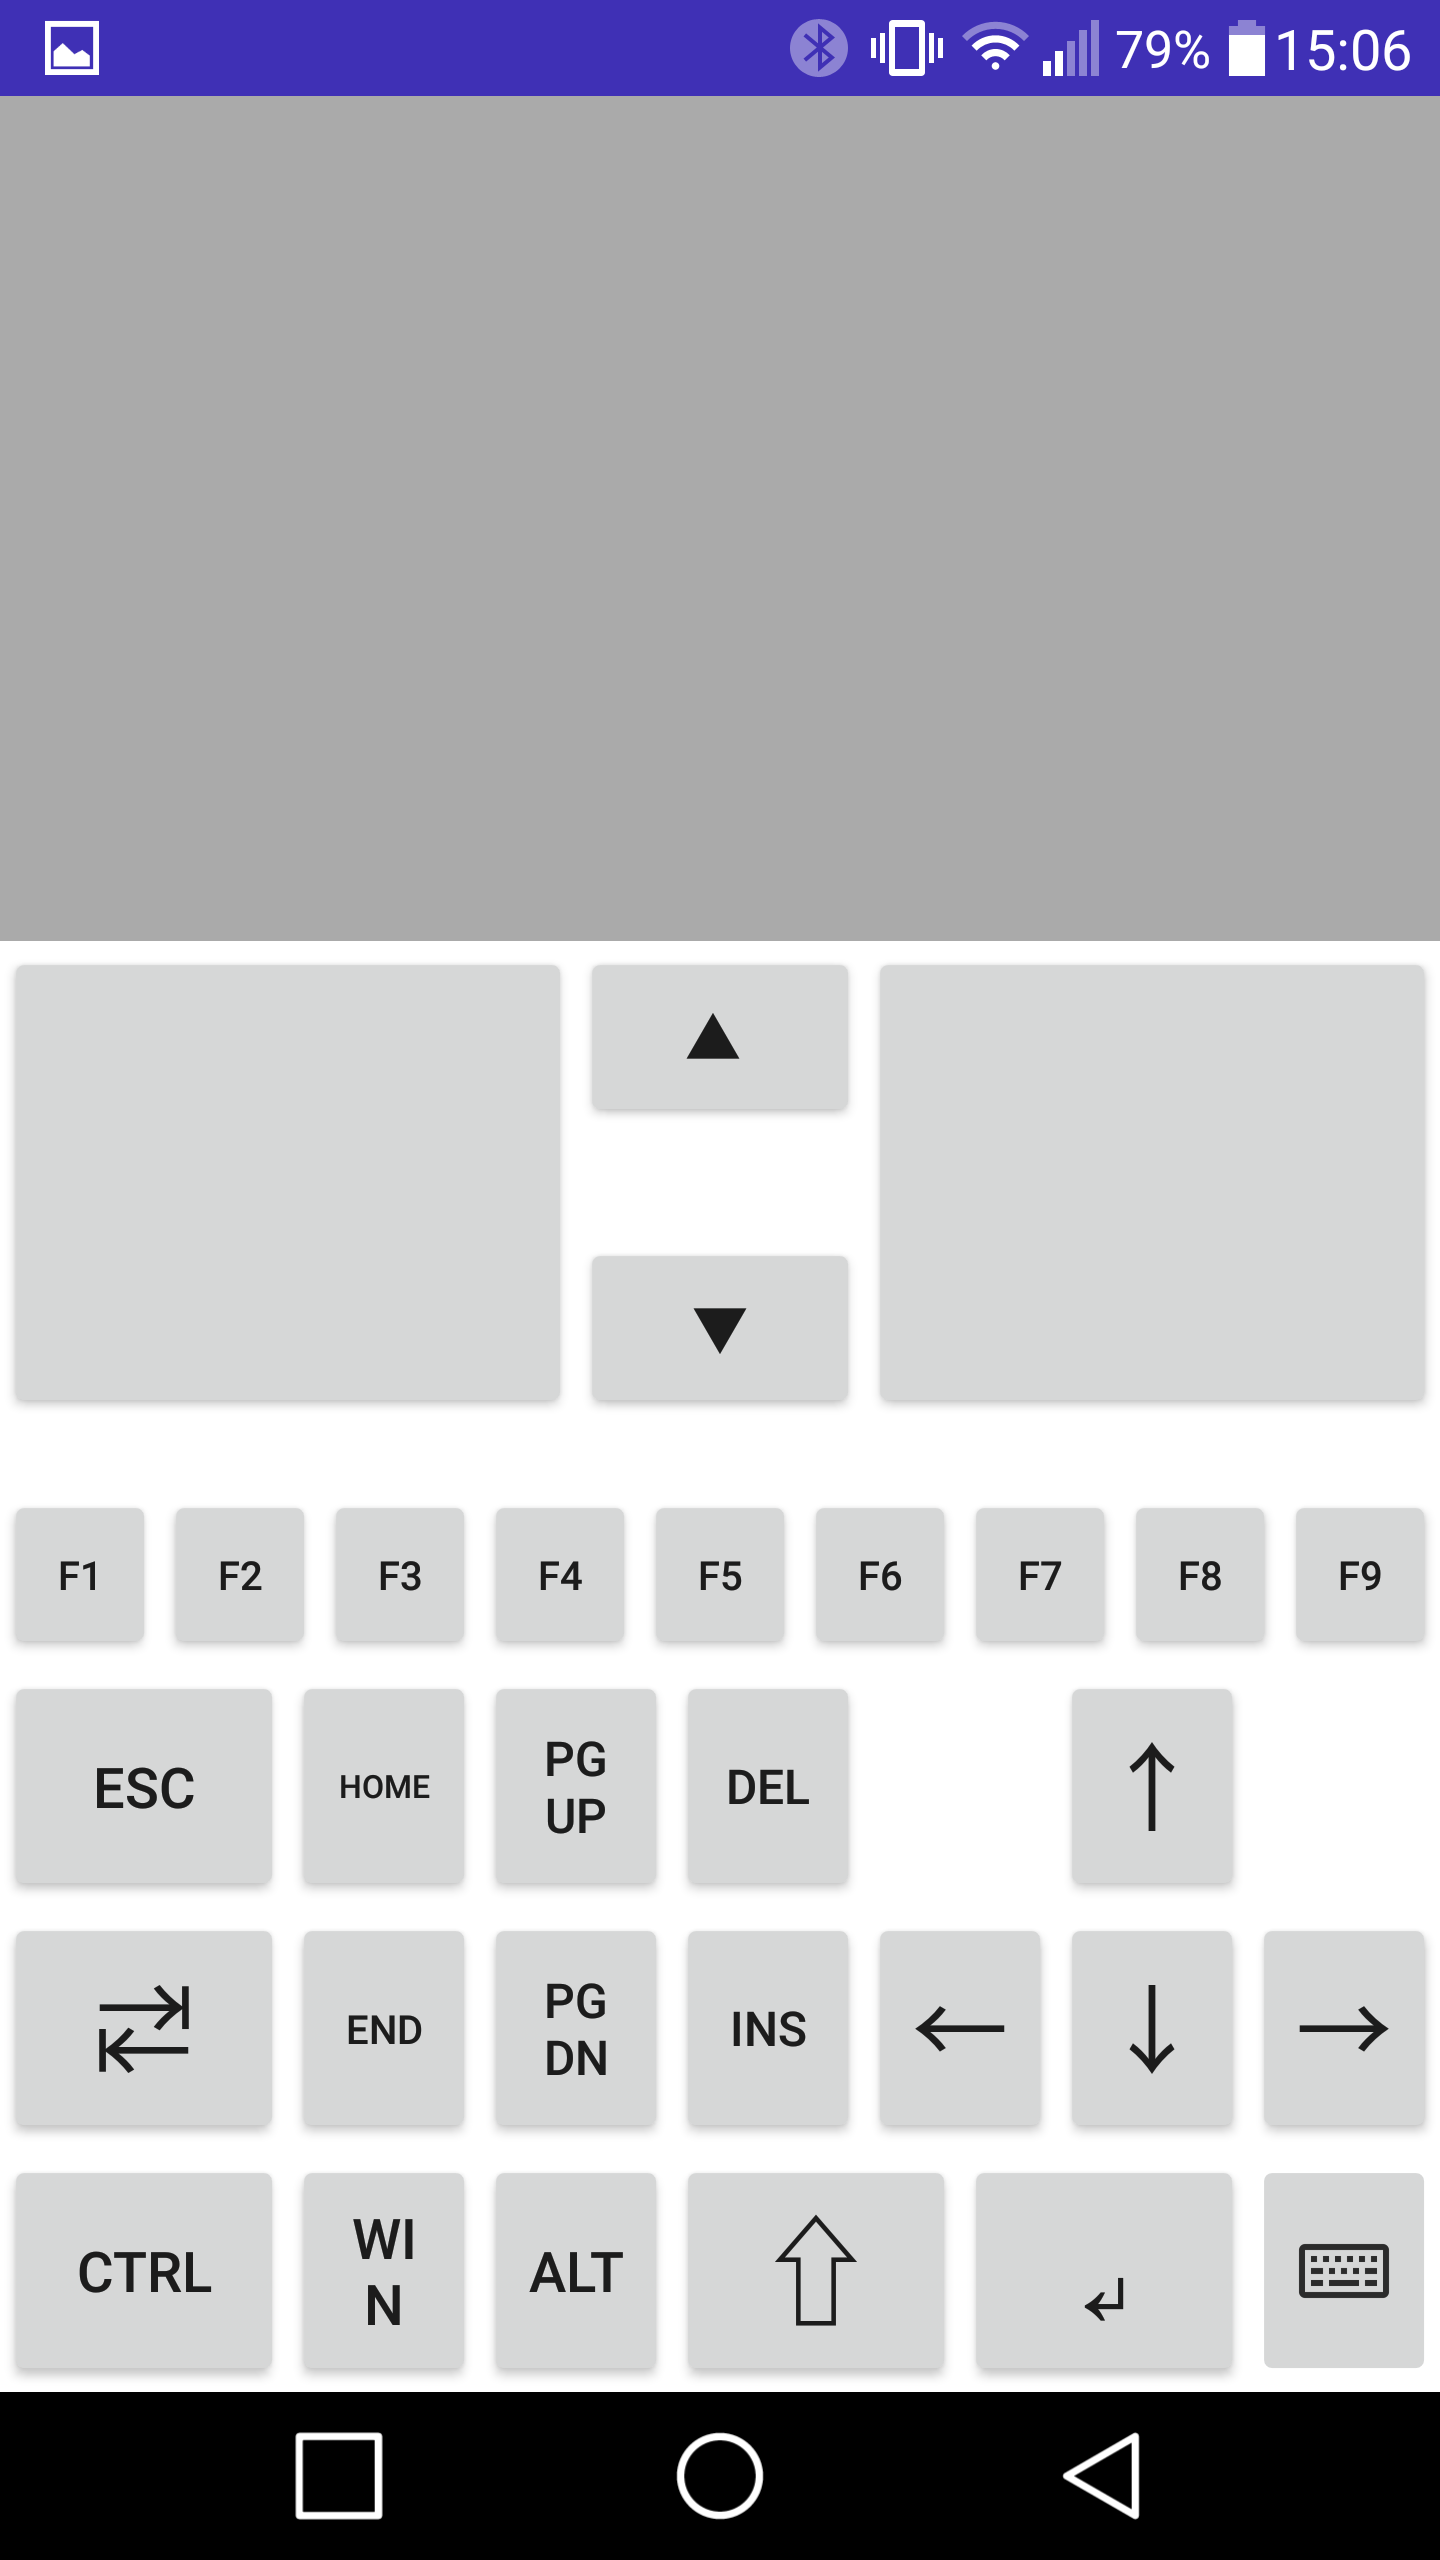 79% 15:06
F1 F2 F3 F4 F5 F6 F7 F8 F9
ESC HOME PG UP DEL ↑
END PG DN INS ← ↓ →
CTRL WI
N ALT